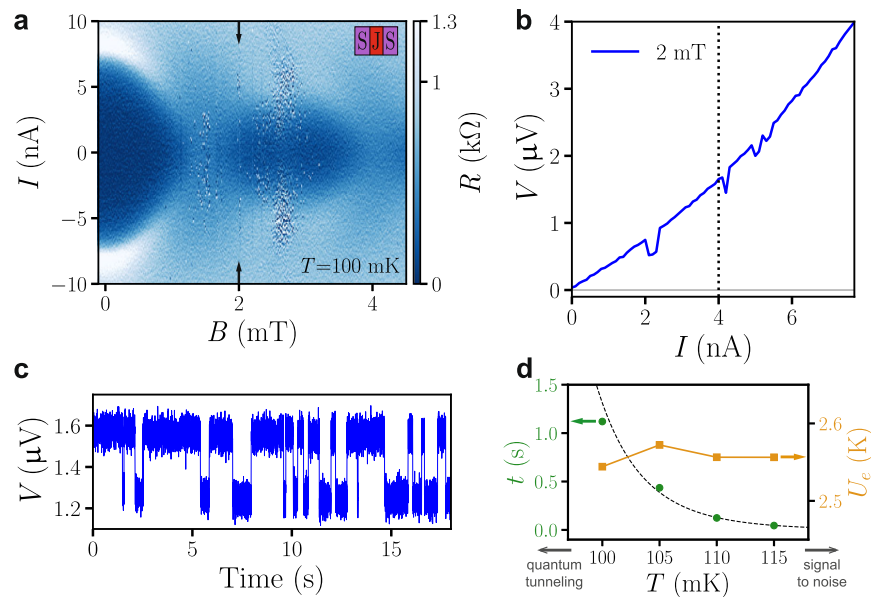 a
10
5
0
−5
−10
I (nA)
S J S
T=100 mK
0 2 4
B (mT)
1.3
1
0
R (kΩ)
b
4
3
2
1
0
V (μV)
2 mT
0 2 4 6
I (nA)
c
1.6
1.4
1.2
V (μV)
0 5 10 15
Time (s)
d
1.5
1.0
0.5
0.0
t (s)
2.6
2.5
U_e (K)
100 105 110 115
T (mK)
quantum
tunneling
signal
to noise